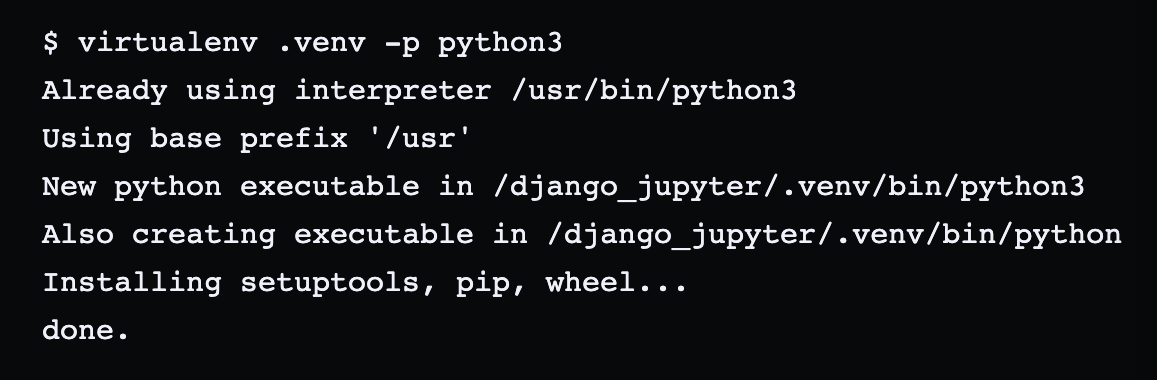 $ virtualenv .venv -p python3
Already using interpreter /usr/bin/python3
Using base prefix '/usr'
New python executable in /django_jupyter/.venv/bin/python3
Also creating executable in /django_jupyter/.venv/bin/python
Installing setuptools, pip, wheel...
done.